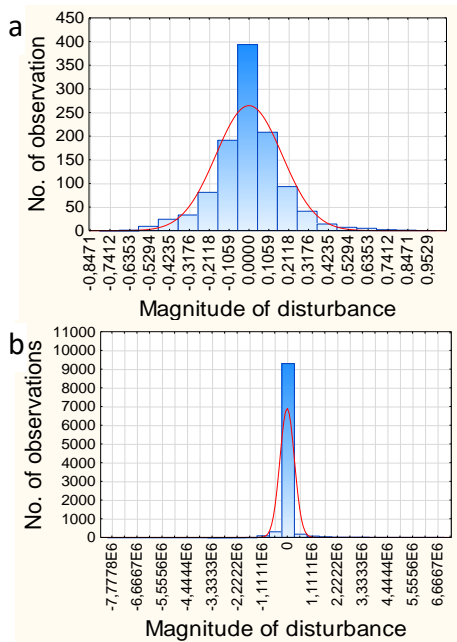 a
No. of observation
450
400
350
300
250
200
150
100
50
0
-0,8471
-0,7412
-0,6353
-0,5294
-0,4235
-0,3176
-0,2118
-0,1059
0,0000
0,1059
0,2118
0,3176
0,4235
0,5294
0,6353
0,7412
0,8471
0,9529
Magnitude of disturbance
b
No. of observations
11000
10000
9000
8000
7000
6000
5000
4000
3000
2000
1000
0
-7,7778E6
-6,6667E6
-5,5556E6
-4,4444E6
-3,3333E6
-2,2222E6
-1,1111E6
0
1,1111E6
2,2222E6
3,3333E6
4,4444E6
5,5556E6
6,6667E6
Magnitude of disturbance